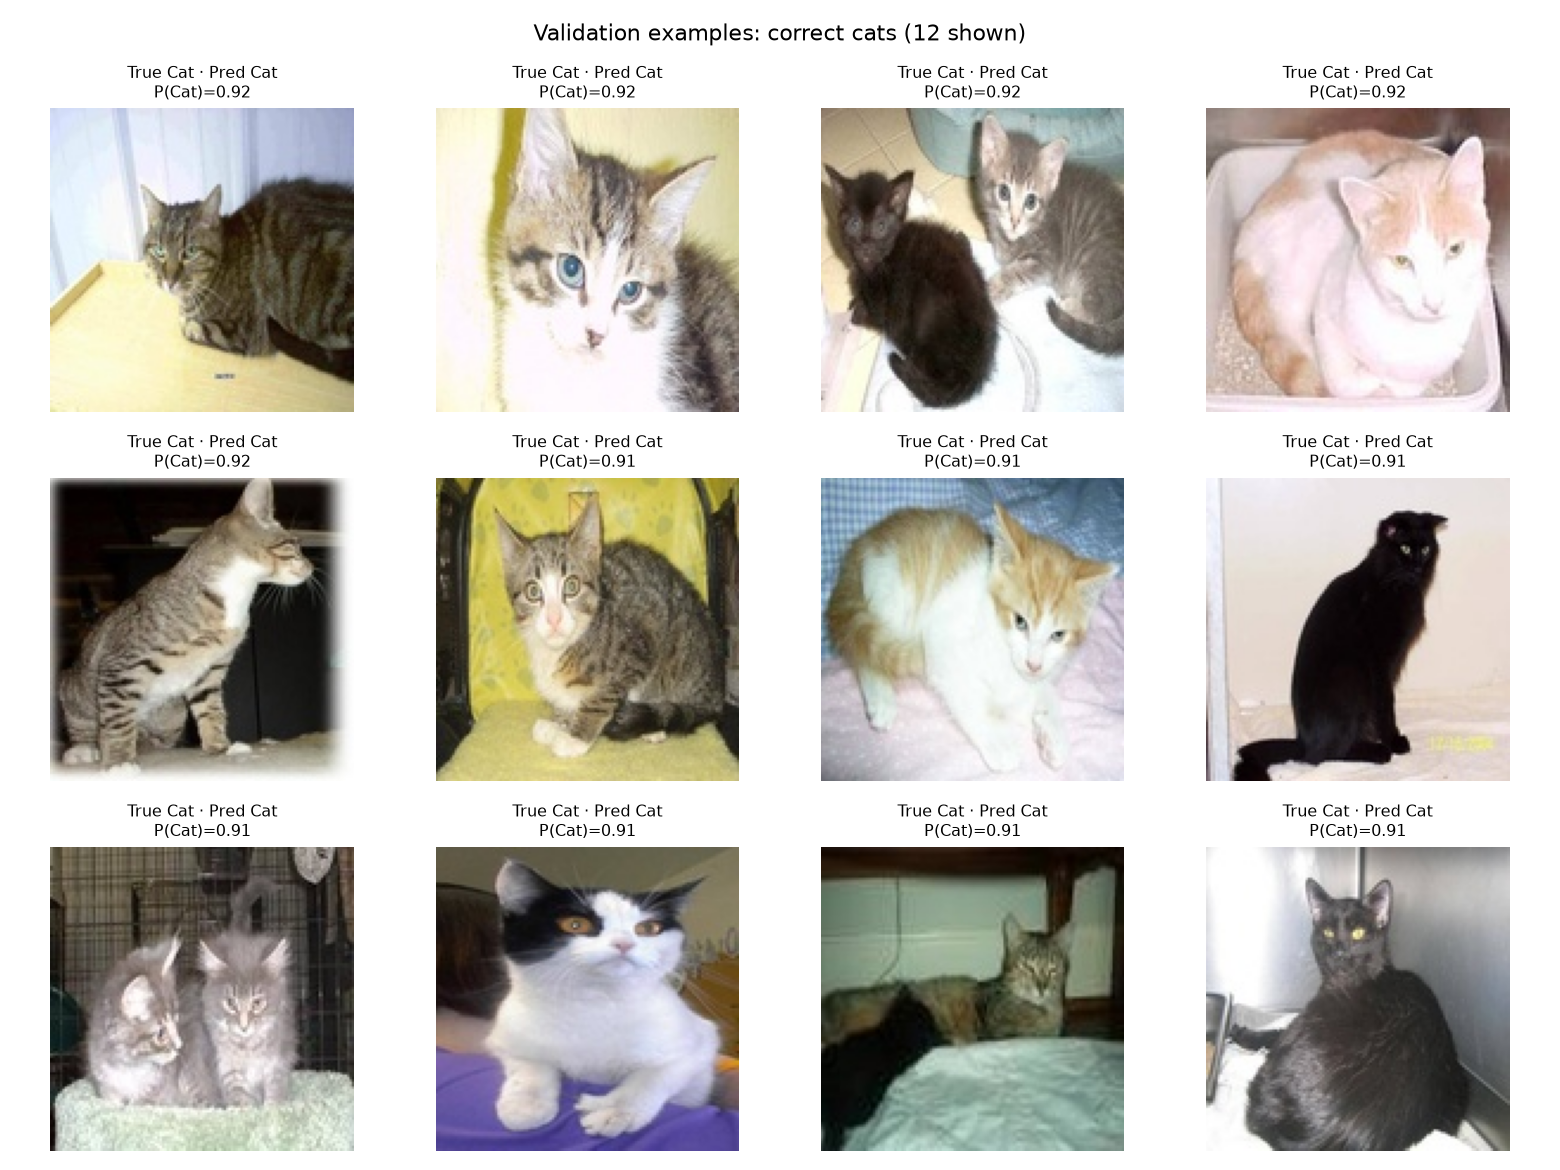 Validation examples: correct cats (12 shown)
True Cat · Pred Cat
P(Cat)=0.92
True Cat · Pred Cat
P(Cat)=0.92
True Cat · Pred Cat
P(Cat)=0.92
True Cat · Pred Cat
P(Cat)=0.92
True Cat · Pred Cat
P(Cat)=0.92
True Cat · Pred Cat
P(Cat)=0.91
True Cat · Pred Cat
P(Cat)=0.91
True Cat · Pred Cat
P(Cat)=0.91
True Cat · Pred Cat
P(Cat)=0.91
True Cat · Pred Cat
P(Cat)=0.91
True Cat · Pred Cat
P(Cat)=0.91
True Cat · Pred Cat
P(Cat)=0.91